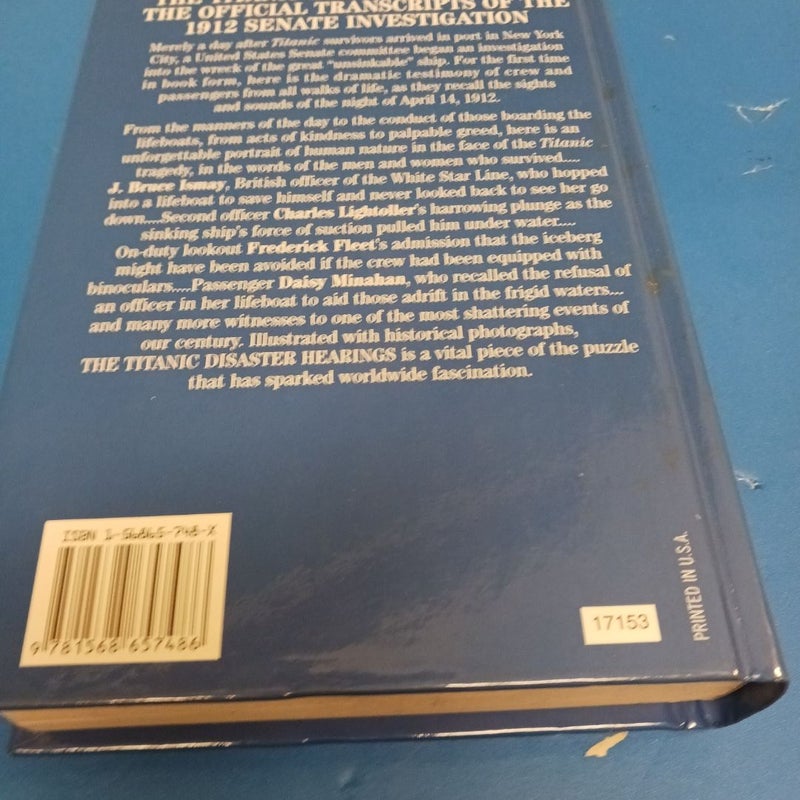 THE OFFICIAL TRANSCRIPTS OF THE
1912 SENATE INVESTIGATION
Merely a day after Titanic survivors arrived in port in New York
City, a United States Senate committee began an investigation
into the wreck of the great "unsinkable" ship. For the first time
in book form, here is the dramatic testimony of crew and
passengers from all walks of life, as they recall the sights
and sounds of the night of April 14, 1912.
From the manners of the day to the conduct of those boarding the
lifeboats, from acts of kindness to palpable greed, here is an
unforgettable portrait of human nature in the face of the Titanic
tragedy, in the words of the men and women who survived....
J. Bruce Ismay, British officer of the White Star Line, who hopped
into a lifeboat to save himself and never looked back to see her go
down....Second officer Charles Lightoller's harrowing plunge as the
sinking ship's force of suction pulled him under water....
On-duty lookout Frederick Fleet's admission that the iceberg
might have been avoided if the crew had been equipped with
binoculars....Passenger Daisy Minahan, who recalled the refusal of
an officer in her lifeboat to aid those adrift in the frigid waters...
and many more witnesses to one of the most shattering events of
our century. Illustrated with historical photographs,
THE TITANIC DISASTER HEARINGS is a vital piece of the puzzle
that has sparked worldwide fascination.
ISBN 1-56865-748-X
9 781568 657486
17153
PRINTED IN U.S.A.